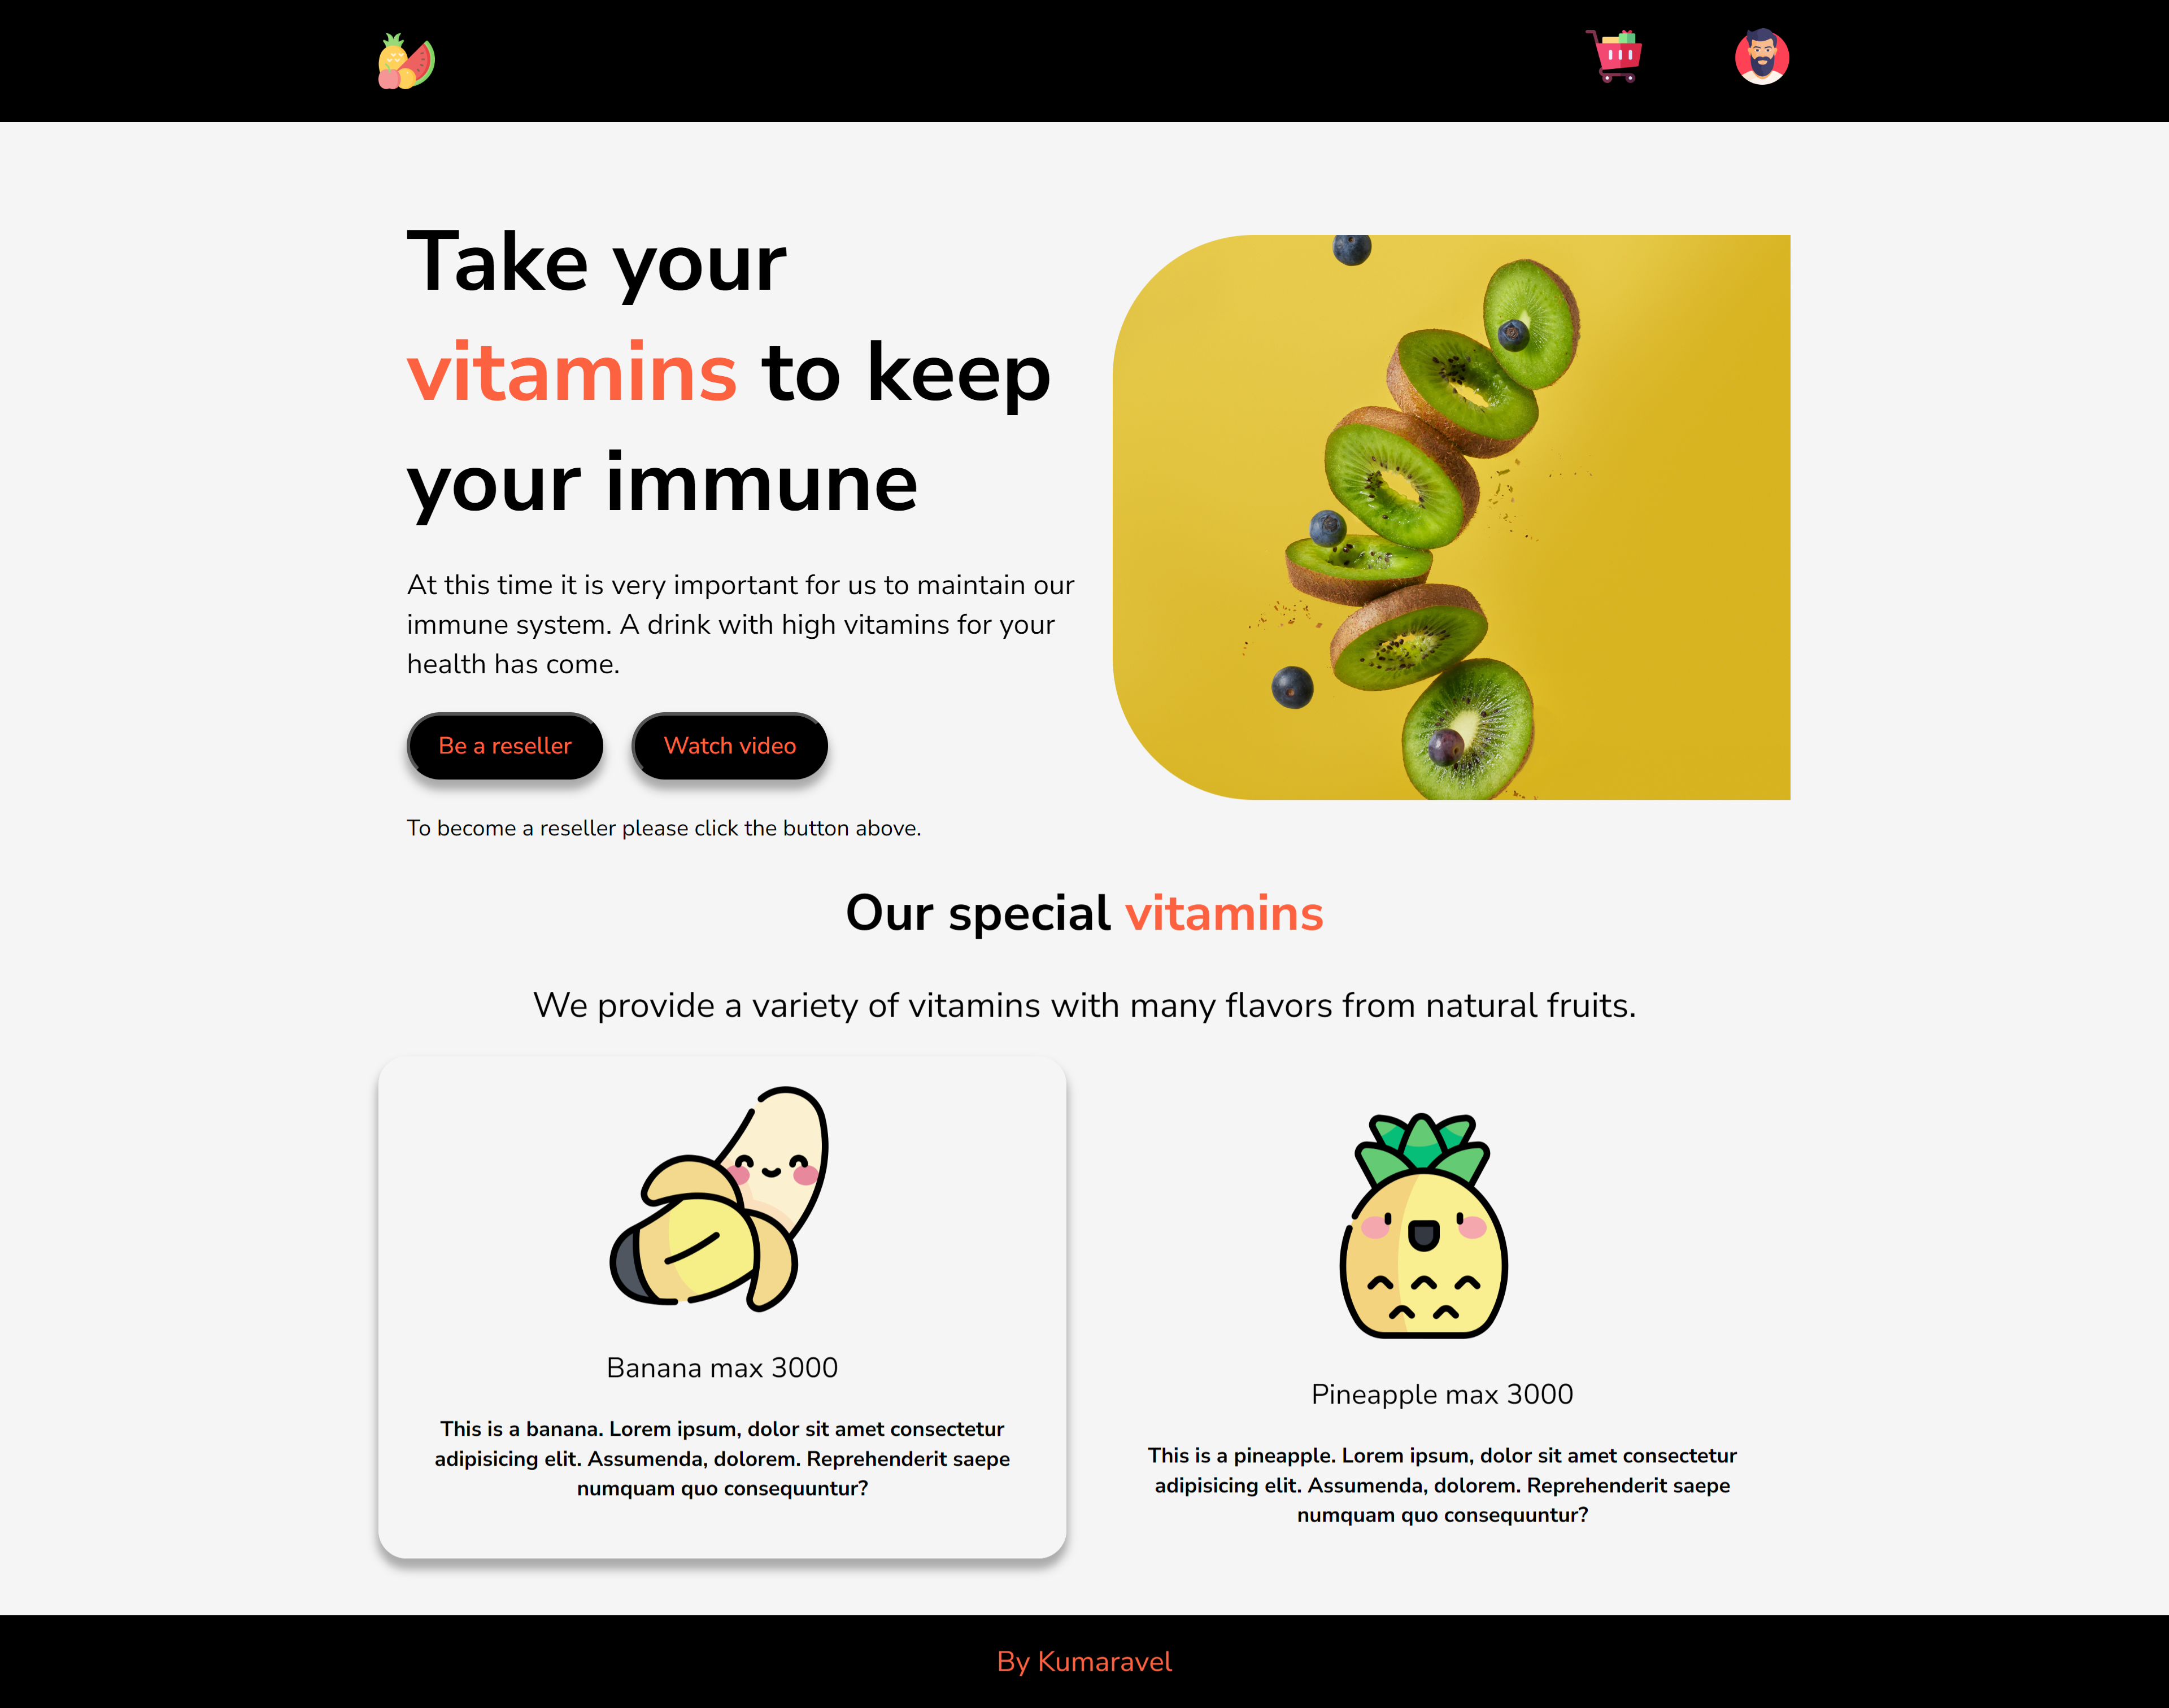 Take your
vitamins to keep
your immune
At this time it is very important for us to maintain our
immune system. A drink with high vitamins for your
health has come.
Be a reseller
Watch video
To become a reseller please click the button above.
Our special vitamins
We provide a variety of vitamins with many flavors from natural fruits.
Banana max 3000
This is a banana. Lorem ipsum, dolor sit amet consectetur
adipisicing elit. Assumenda, dolorem. Reprehenderit saepe
numquam quo consequuntur?
Pineapple max 3000
This is a pineapple. Lorem ipsum, dolor sit amet consectetur
adipisicing elit. Assumenda, dolorem. Reprehenderit saepe
numquam quo consequuntur?
By Kumaravel